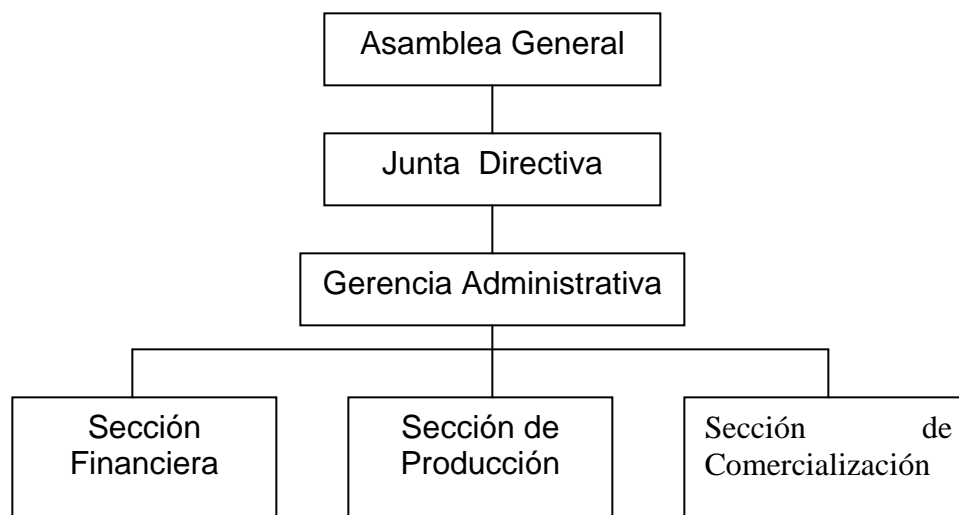 Asamblea General
Junta Directiva
Gerencia Administrativa
Sección
Financiera
Sección de
Producción
Sección de
Comercialización